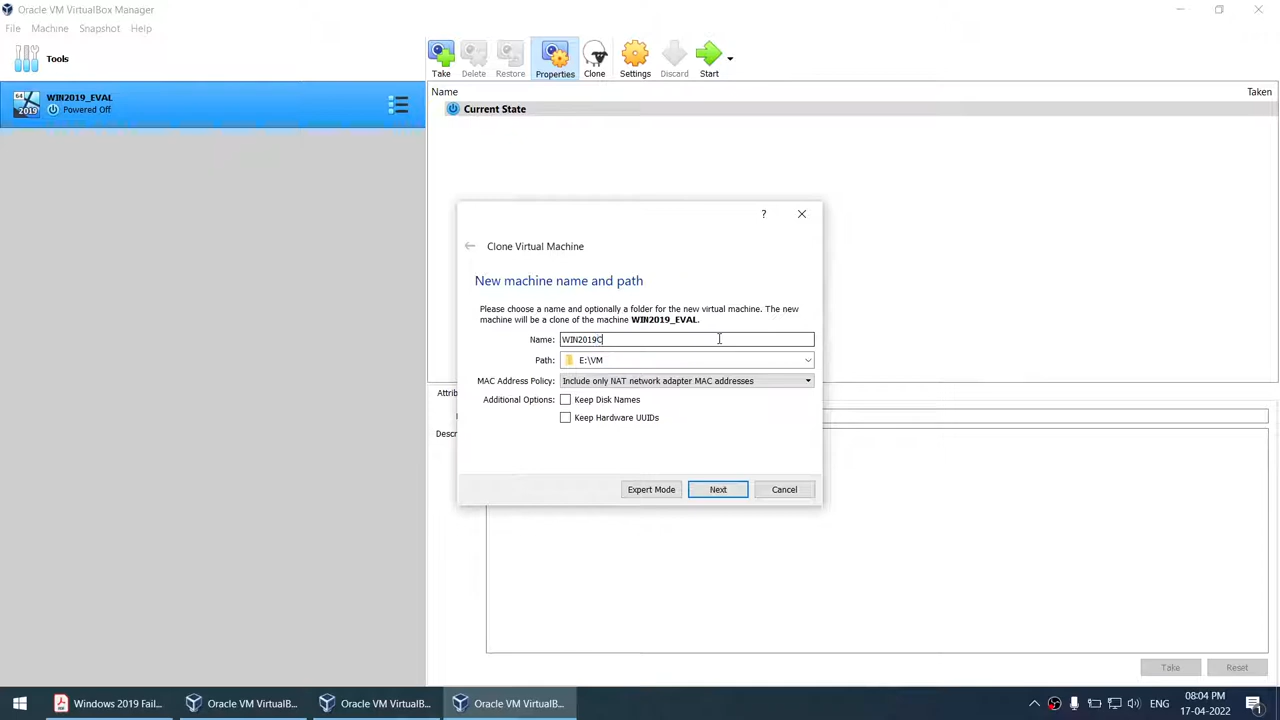 Oracle VM VirtualBox Manager
File Machine Snapshot Help
Tools
Take Delete Restore Properties Clone Settings Discard Start
64 2019
WIN2019_EVAL
Powered Off
Name Taken
Current State
?
Clone Virtual Machine
New machine name and path
Please choose a name and optionally a folder for the new virtual machine. The new
machine will be a clone of the machine WIN2019_EVAL.
Name: WIN2019C
Path: E:\VM
MAC Address Policy: Include only NAT network adapter MAC addresses
Additional Options: Keep Disk Names
Keep Hardware UUIDs
Attrib
Descr
Expert Mode Next Cancel
Take Reset
Windows 2019 Fail... Oracle VM VirtualB... Oracle VM VirtualB... Oracle VM VirtualB... ENG 08:04 PM
17-04-2022 1